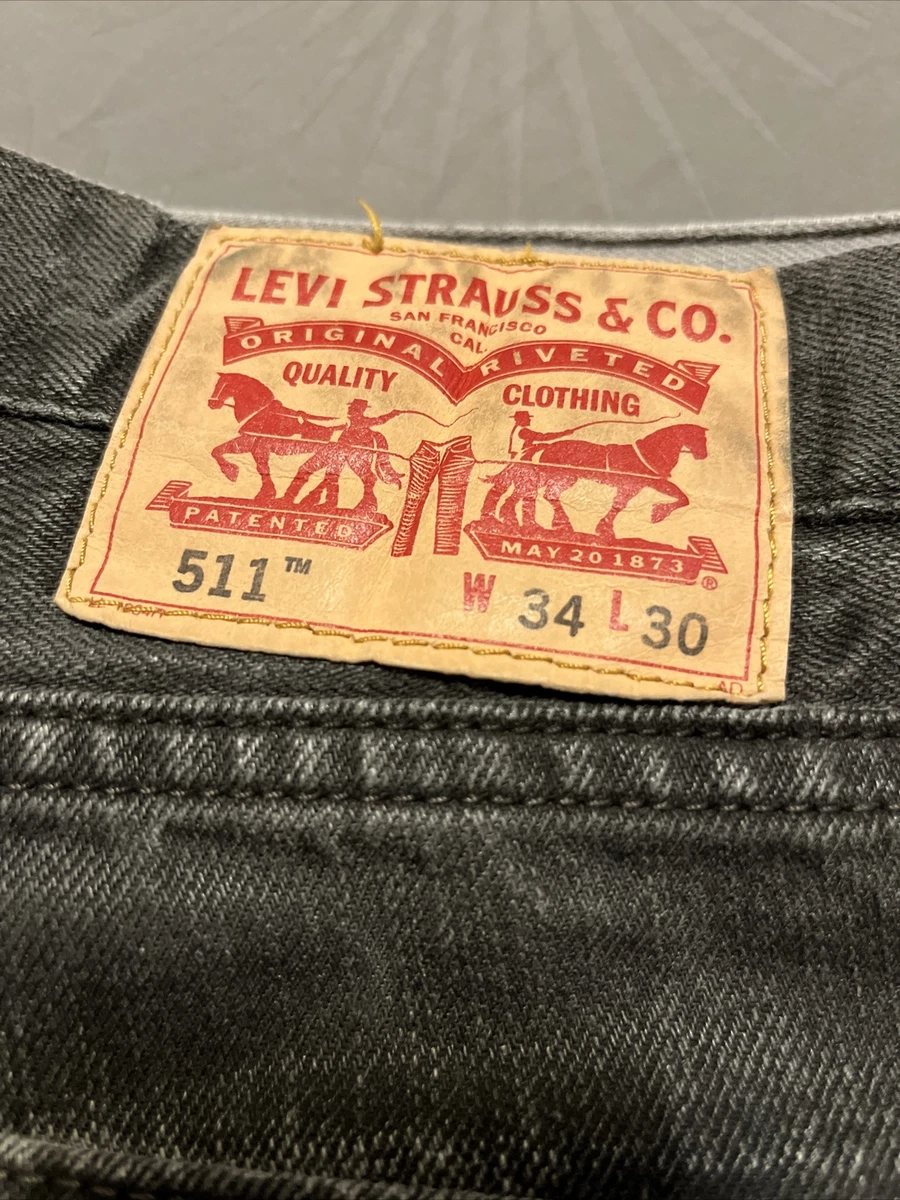 LEVI STRAUSS & CO.
SAN FRANCISCO
CAL.
ORIGINAL RIVETED
QUALITY CLOTHING
PATENTED
MAY 20 1873 ®
511™ W 34 L 30